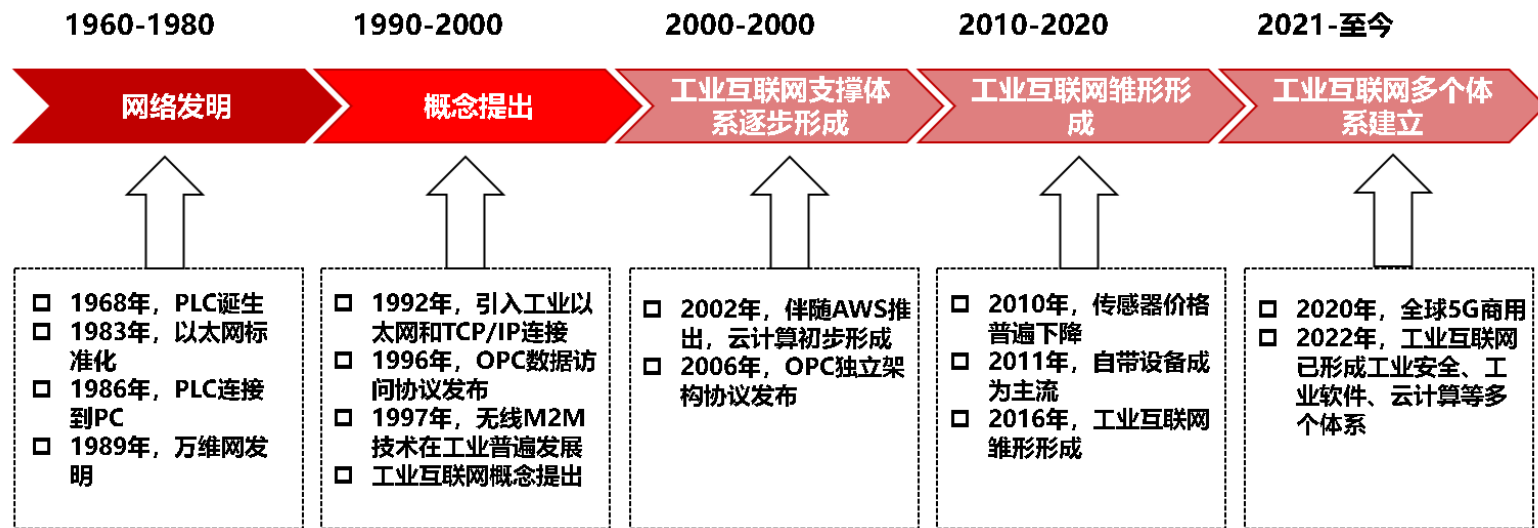 1960-1980
1990-2000
2000-2000
2010-2020
2021-至今
网络发明
概念提出
工业互联网支撑体
系逐步形成
工业互联网雏形形
成
工业互联网多个体
系建立
1968年，PLC诞生
1983年，以太网标
准化
1986年，PLC连接
到PC
1989年，万维网发
明
1992年，引入工业以
太网和TCP/IP连接
1996年，OPC数据访
问协议发布
1997年，无线M2M
技术在工业普遍发展
工业互联网概念提出
2002年，伴随AWS推
出，云计算初步形成
2006年，OPC独立架
构协议发布
2010年，传感器价格
普遍下降
2011年，自带设备成
为主流
2016年，工业互联网
雏形形成
2020年，全球5G商用
2022年，工业互联网
已形成工业安全、工
业软件、云计算等多
个体系